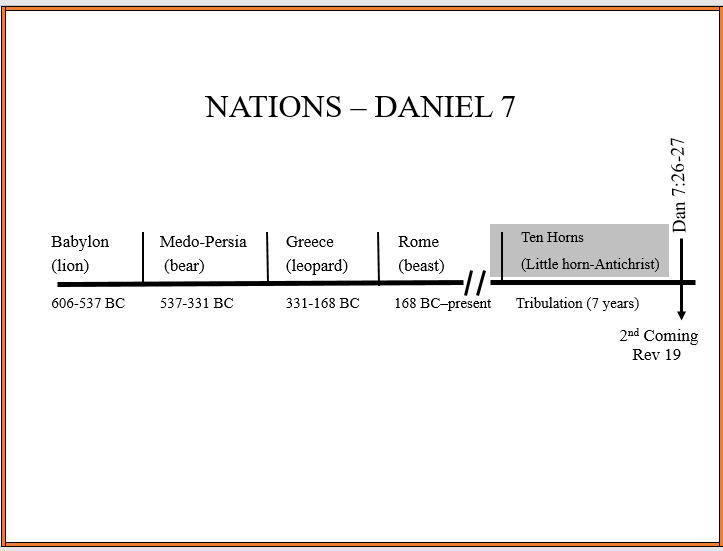 NATIONS – DANIEL 7
Dan 7:26-27
Babylon
(lion)
Medo-Persia
(bear)
Greece
(leopard)
Rome
(beast)
Ten Horns
(Little horn-Antichrist)
606-537 BC
537-331 BC
331-168 BC
168 BC–present
Tribulation (7 years)
2nd Coming
Rev 19